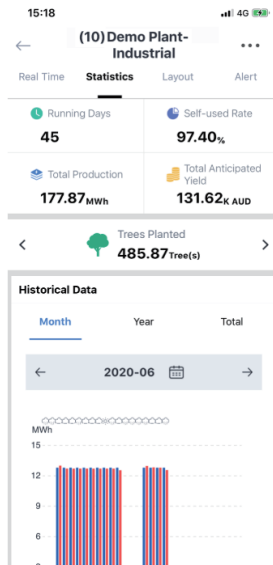 15:18
4G
(10)Demo Plant-
Industrial
Real Time Statistics Layout Alert
Running Days
45
Self-used Rate
97.40%
Total Production
177.87MWh
Total Anticipated
Yield
131.62K AUD
Trees Planted
485.87Tree(s)
Historical Data
Month Year Total
2020-06
MWh
15
12
9
6